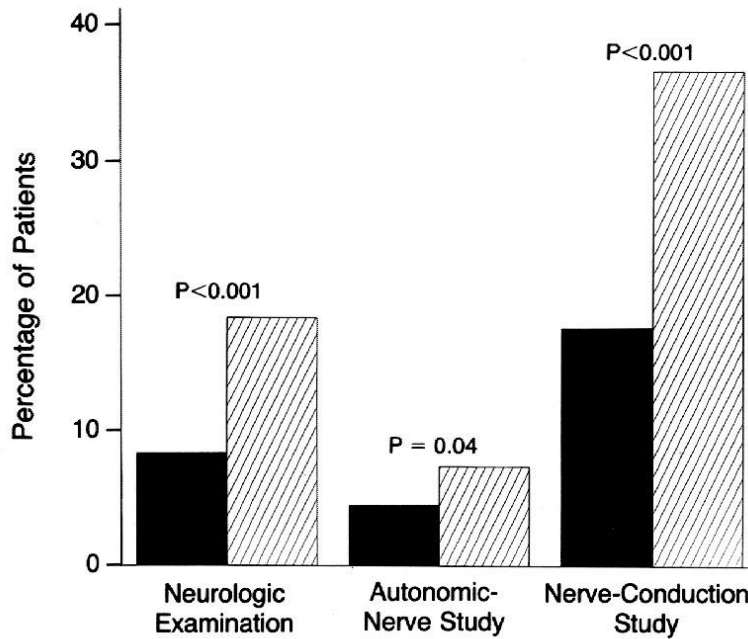 40
30
20
10
0
Percentage of Patients
P<0.001
P = 0.04
P<0.001
Neurologic
Examination
Autonomic-
Nerve Study
Nerve-Conduction
Study